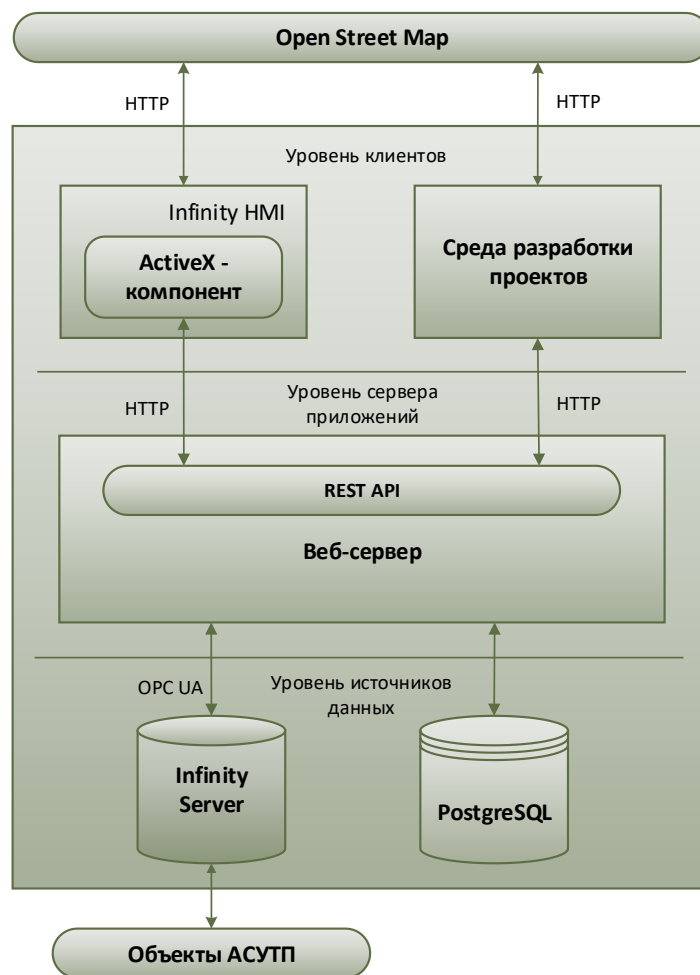 Open Street Map
HTTP
HTTP
Уровень клиентов
Infinity HMI
ActiveX -
компонент
Среда разработки
проектов
HTTP
Уровень сервера
приложений
HTTP
REST API
Веб-сервер
OPC UA
Уровень источников
данных
Infinity
Server
PostgreSQL
Объекты АСУТП